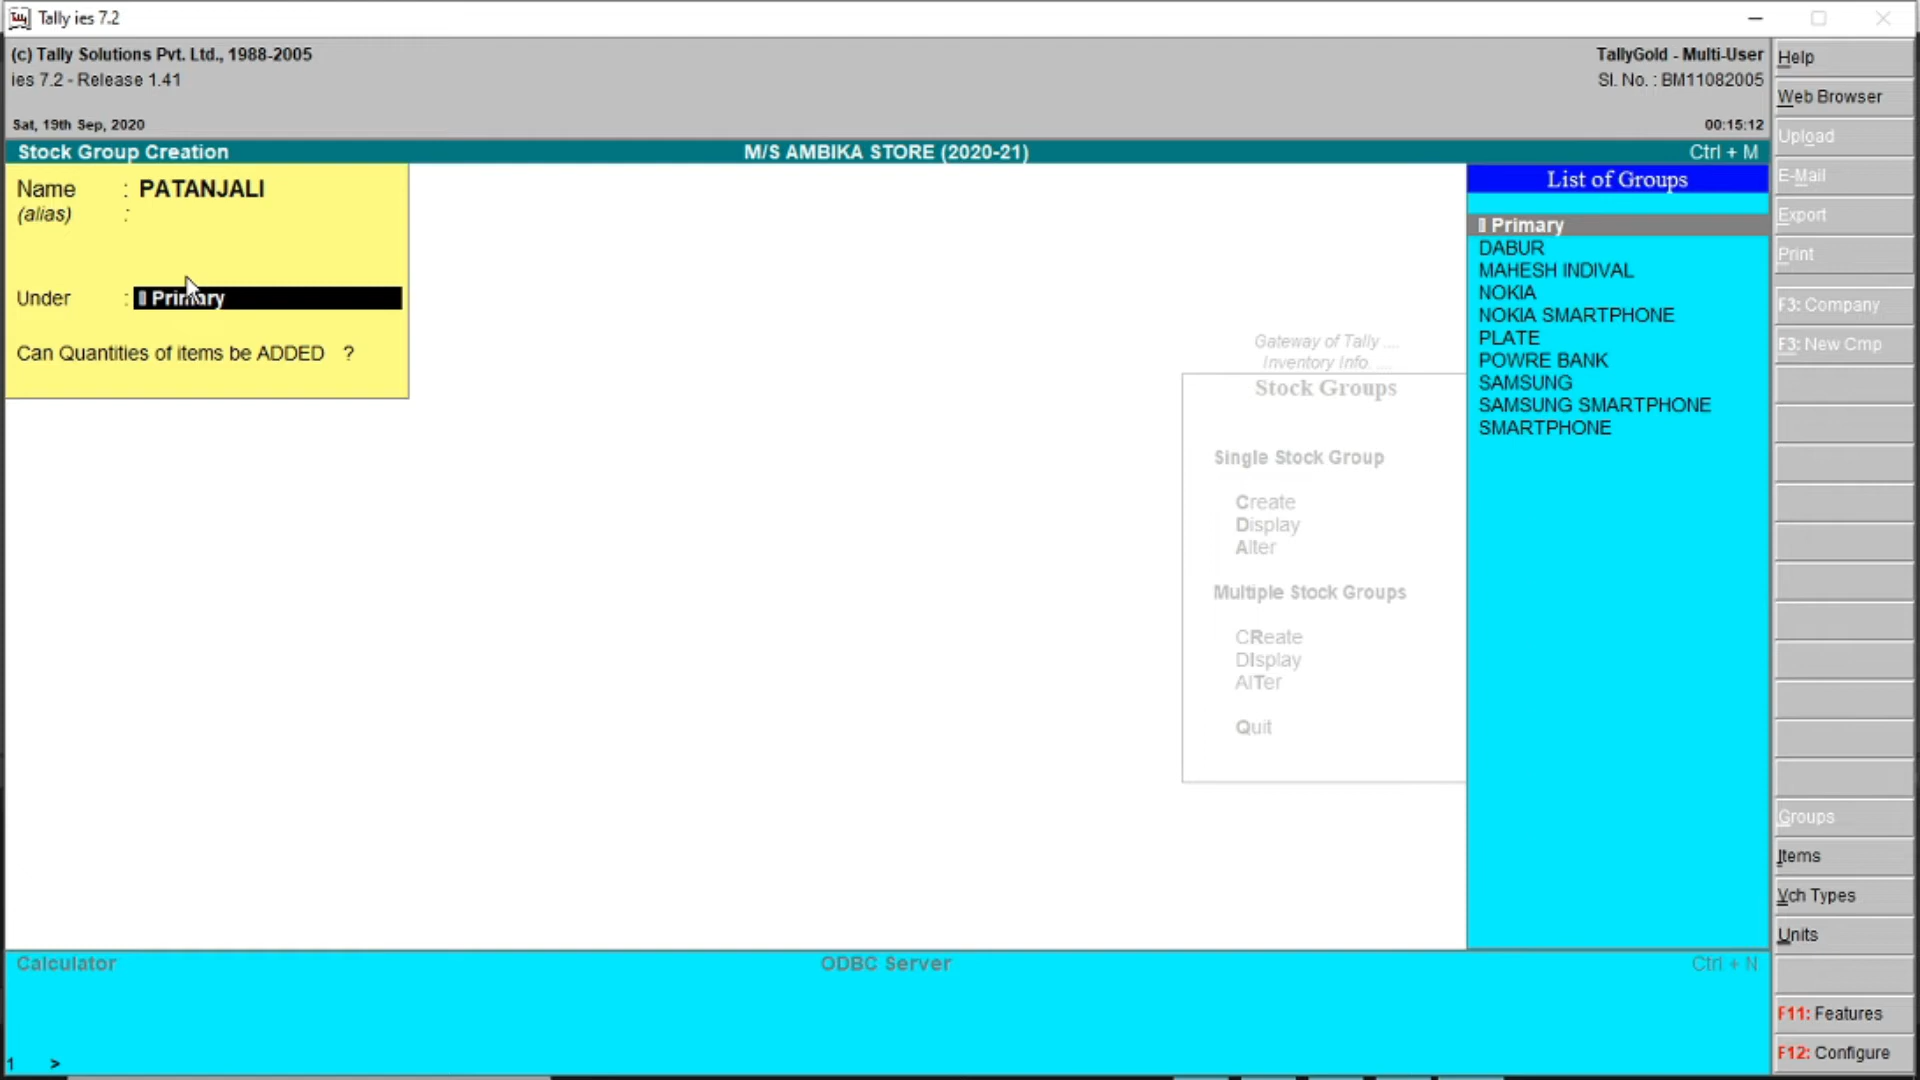 Tally ies 7.2
(c) Tally Solutions Pvt. Ltd., 1988-2005
TallyGold - Multi-User
ies 7.2 - Release 1.41
Sl. No. : BM11082005
Sat, 19th Sep, 2020
00:15:12
Stock Group Creation
M/S AMBIKA STORE (2020-21)
Ctrl + M
Name : PATANJALI
(alias) :
Under : Primary
Can Quantities of items be ADDED ?
Gateway of Tally ....
Inventory Info. ....
Stock Groups
Single Stock Group
Create
Display
Alter
Multiple Stock Groups
CReate
DIsplay
AlTer
Quit
List of Groups
Primary
DABUR
MAHESH INDIVAL
NOKIA
NOKIA SMARTPHONE
PLATE
POWRE BANK
SAMSUNG
SAMSUNG SMARTPHONE
SMARTPHONE
Help
Web Browser
Upload
E-Mail
Export
Print
F3: Company
F3: New Cmp
Groups
Items
Vch Types
Units
F11: Features
F12: Configure
Calculator
ODBC Server
Ctrl + N
1 >